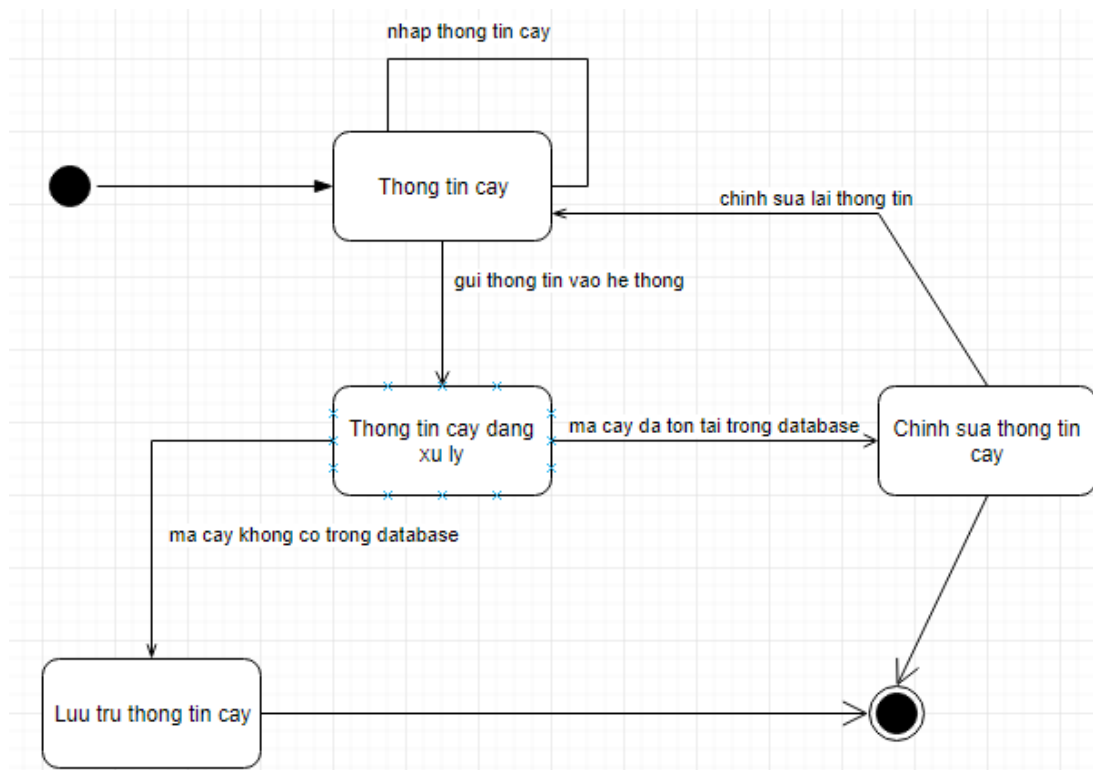 nhap thong tin cay
Thong tin cay
chinh sua lai thong tin
gui thong tin vao he thong
Thong tin cay dang
xu ly
ma cay da ton tai trong database
Chinh sua thong tin
cay
ma cay khong co trong database
Luu tru thong tin cay